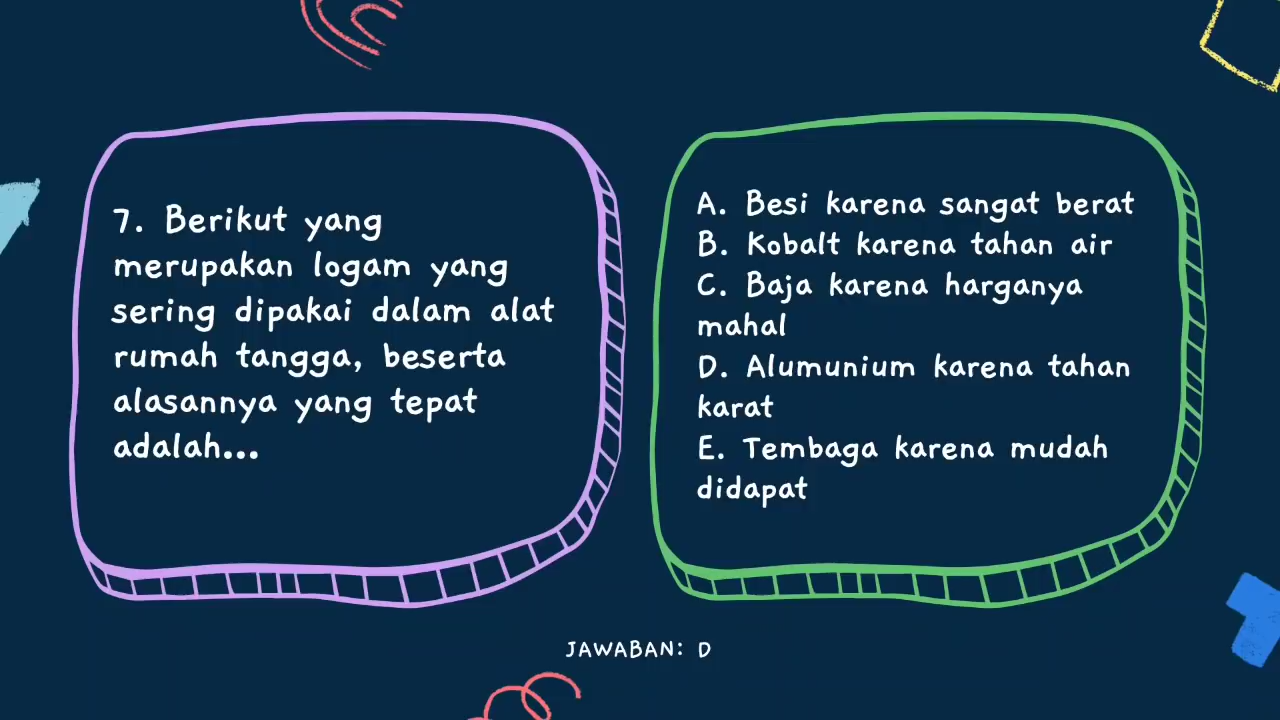 7. Berikut yang
merupakan logam yang
sering dipakai dalam alat
rumah tangga, beserta
alasannya yang tepat
adalah...
A. Besi karena sangat berat
B. Kobalt karena tahan air
C. Baja karena harganya
mahal
D. Alumunium karena tahan
karat
E. Tembaga karena mudah
didapat
JAWABAN: D